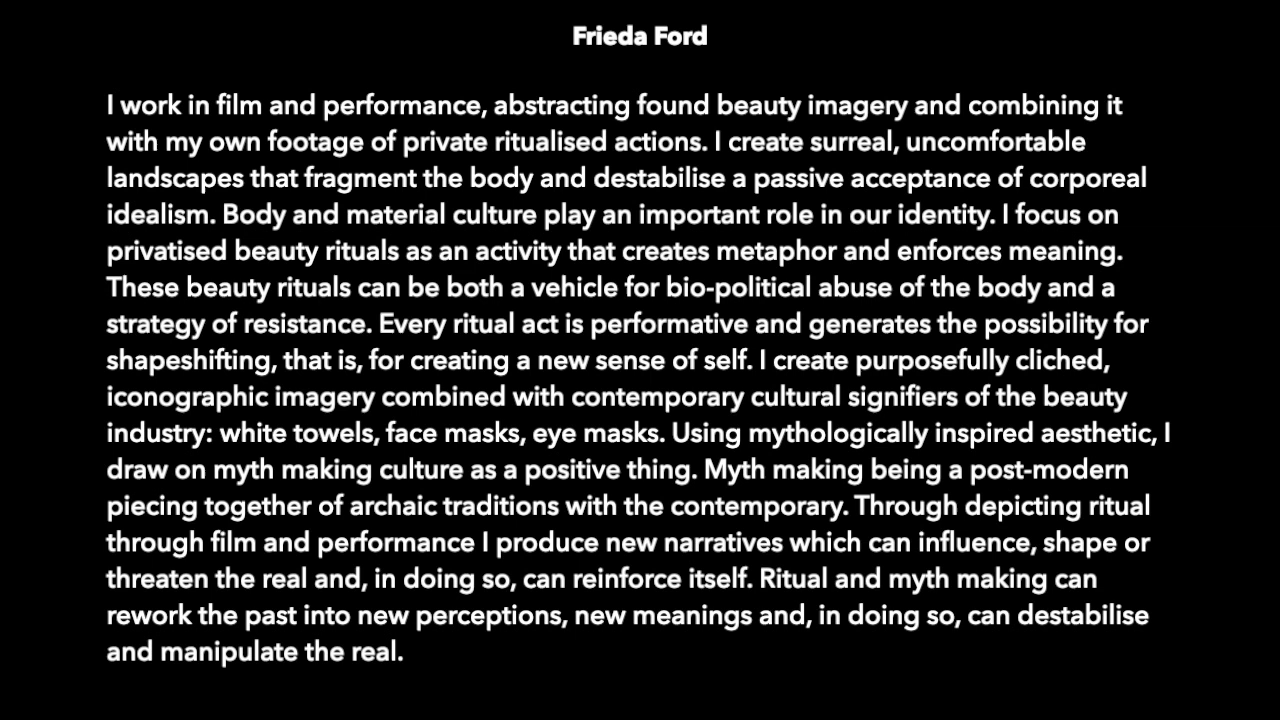 Frieda Ford
I work in film and performance, abstracting found beauty imagery and combining it
with my own footage of private ritualised actions. I create surreal, uncomfortable
landscapes that fragment the body and destabilise a passive acceptance of corporeal
idealism. Body and material culture play an important role in our identity. I focus on
privatised beauty rituals as an activity that creates metaphor and enforces meaning.
These beauty rituals can be both a vehicle for bio-political abuse of the body and a
strategy of resistance. Every ritual act is performative and generates the possibility for
shapeshifting, that is, for creating a new sense of self. I create purposefully cliched,
iconographic imagery combined with contemporary cultural signifiers of the beauty
industry: white towels, face masks, eye masks. Using mythologically inspired aesthetic, I
draw on myth making culture as a positive thing. Myth making being a post-modern
piecing together of archaic traditions with the contemporary. Through depicting ritual
through film and performance I produce new narratives which can influence, shape or
threaten the real and, in doing so, can reinforce itself. Ritual and myth making can
rework the past into new perceptions, new meanings and, in doing so, can destabilise
and manipulate the real.